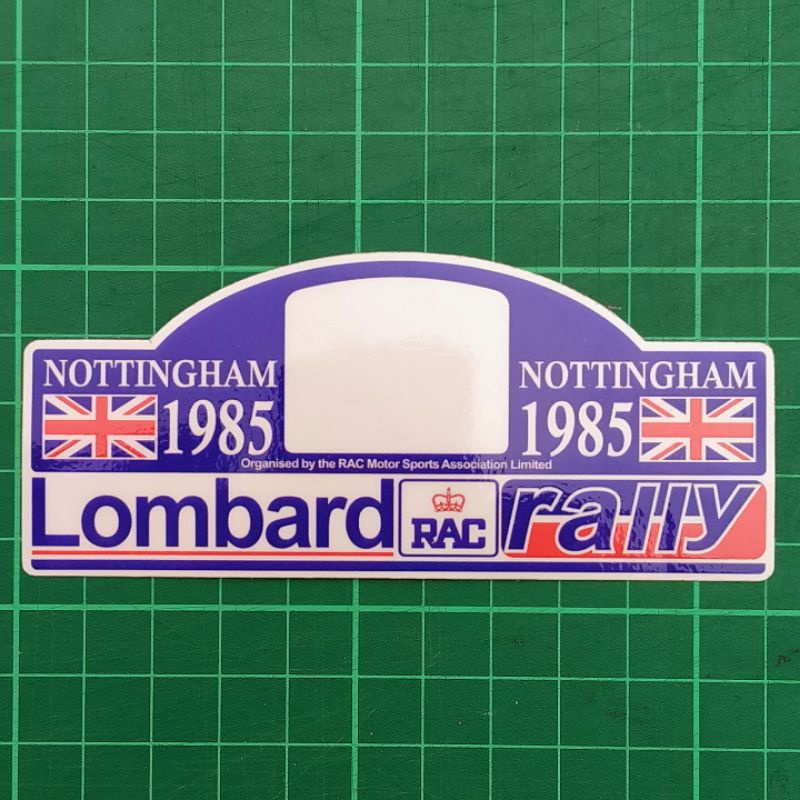 NOTTINGHAM NOTTINGHAM
1985 1985
Organised by the RAC Motor Sports Association Limited
Lombard RAC rally